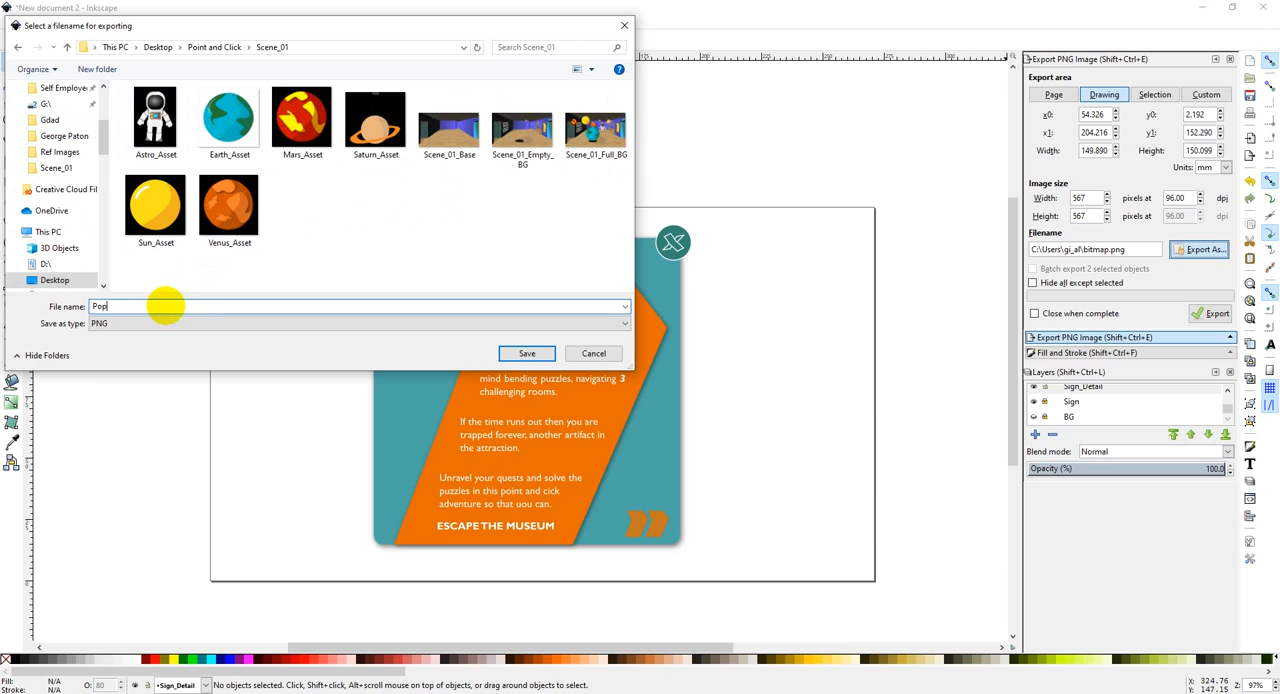 *New document 2 - Inkscape
Select a filename for exporting
This PC > Desktop > Point and Click > Scene_01
Search Scene_01
Organize
New folder
Self Employe
G:\
Gdad
George Paton
Ref Images
Scene_01
Creative Cloud Fil
OneDrive
This PC
3D Objects
D:\
Desktop
Astro_Asset
Earth_Asset
Mars_Asset
Saturn_Asset
Scene_01_Base
Scene_01_Empty_
BG
Scene_01_Full_BG
Sun_Asset
Venus_Asset
File name: Pop
Save as type: PNG
Hide Folders
Save
Cancel
mind bending puzzles, navigating 3
challenging rooms.
If the time runs out then you are
trapped forever, another artifact in
the attraction.
Unravel your quests and solve the
puzzles in this point and cick
adventure so that uou can.
ESCAPE THE MUSEUM
Export PNG Image (Shift+Ctrl+E)
Export area
Page
Drawing
Selection
Custom
x0: 54.326 y0: 2.192
x1: 204.216 y1: 152.290
Width: 149.890 Height: 150.099
Units: mm
Image size
Width: 567 pixels at 96.00 dpi
Height: 567 pixels at 96.00 dpi
Filename
C:\Users\gi_al\bitmap.png
Export As...
Batch export 2 selected objects
Hide all except selected
Close when complete
Export
Export PNG Image (Shift+Ctrl+E)
Fill and Stroke (Shift+Ctrl+F)
Layers (Shift+Ctrl+L)
Sign_Detail
Sign
BG
Blend mode: Normal
Opacity (%) 100.0
Fill: N/A
Stroke: N/A
O: 80
•Sign_Detail
No objects selected. Click, Shift+click, Alt+scroll mouse on top of objects, or drag around objects to select.
X: 324.76
Y: 147.15
Z: 97%